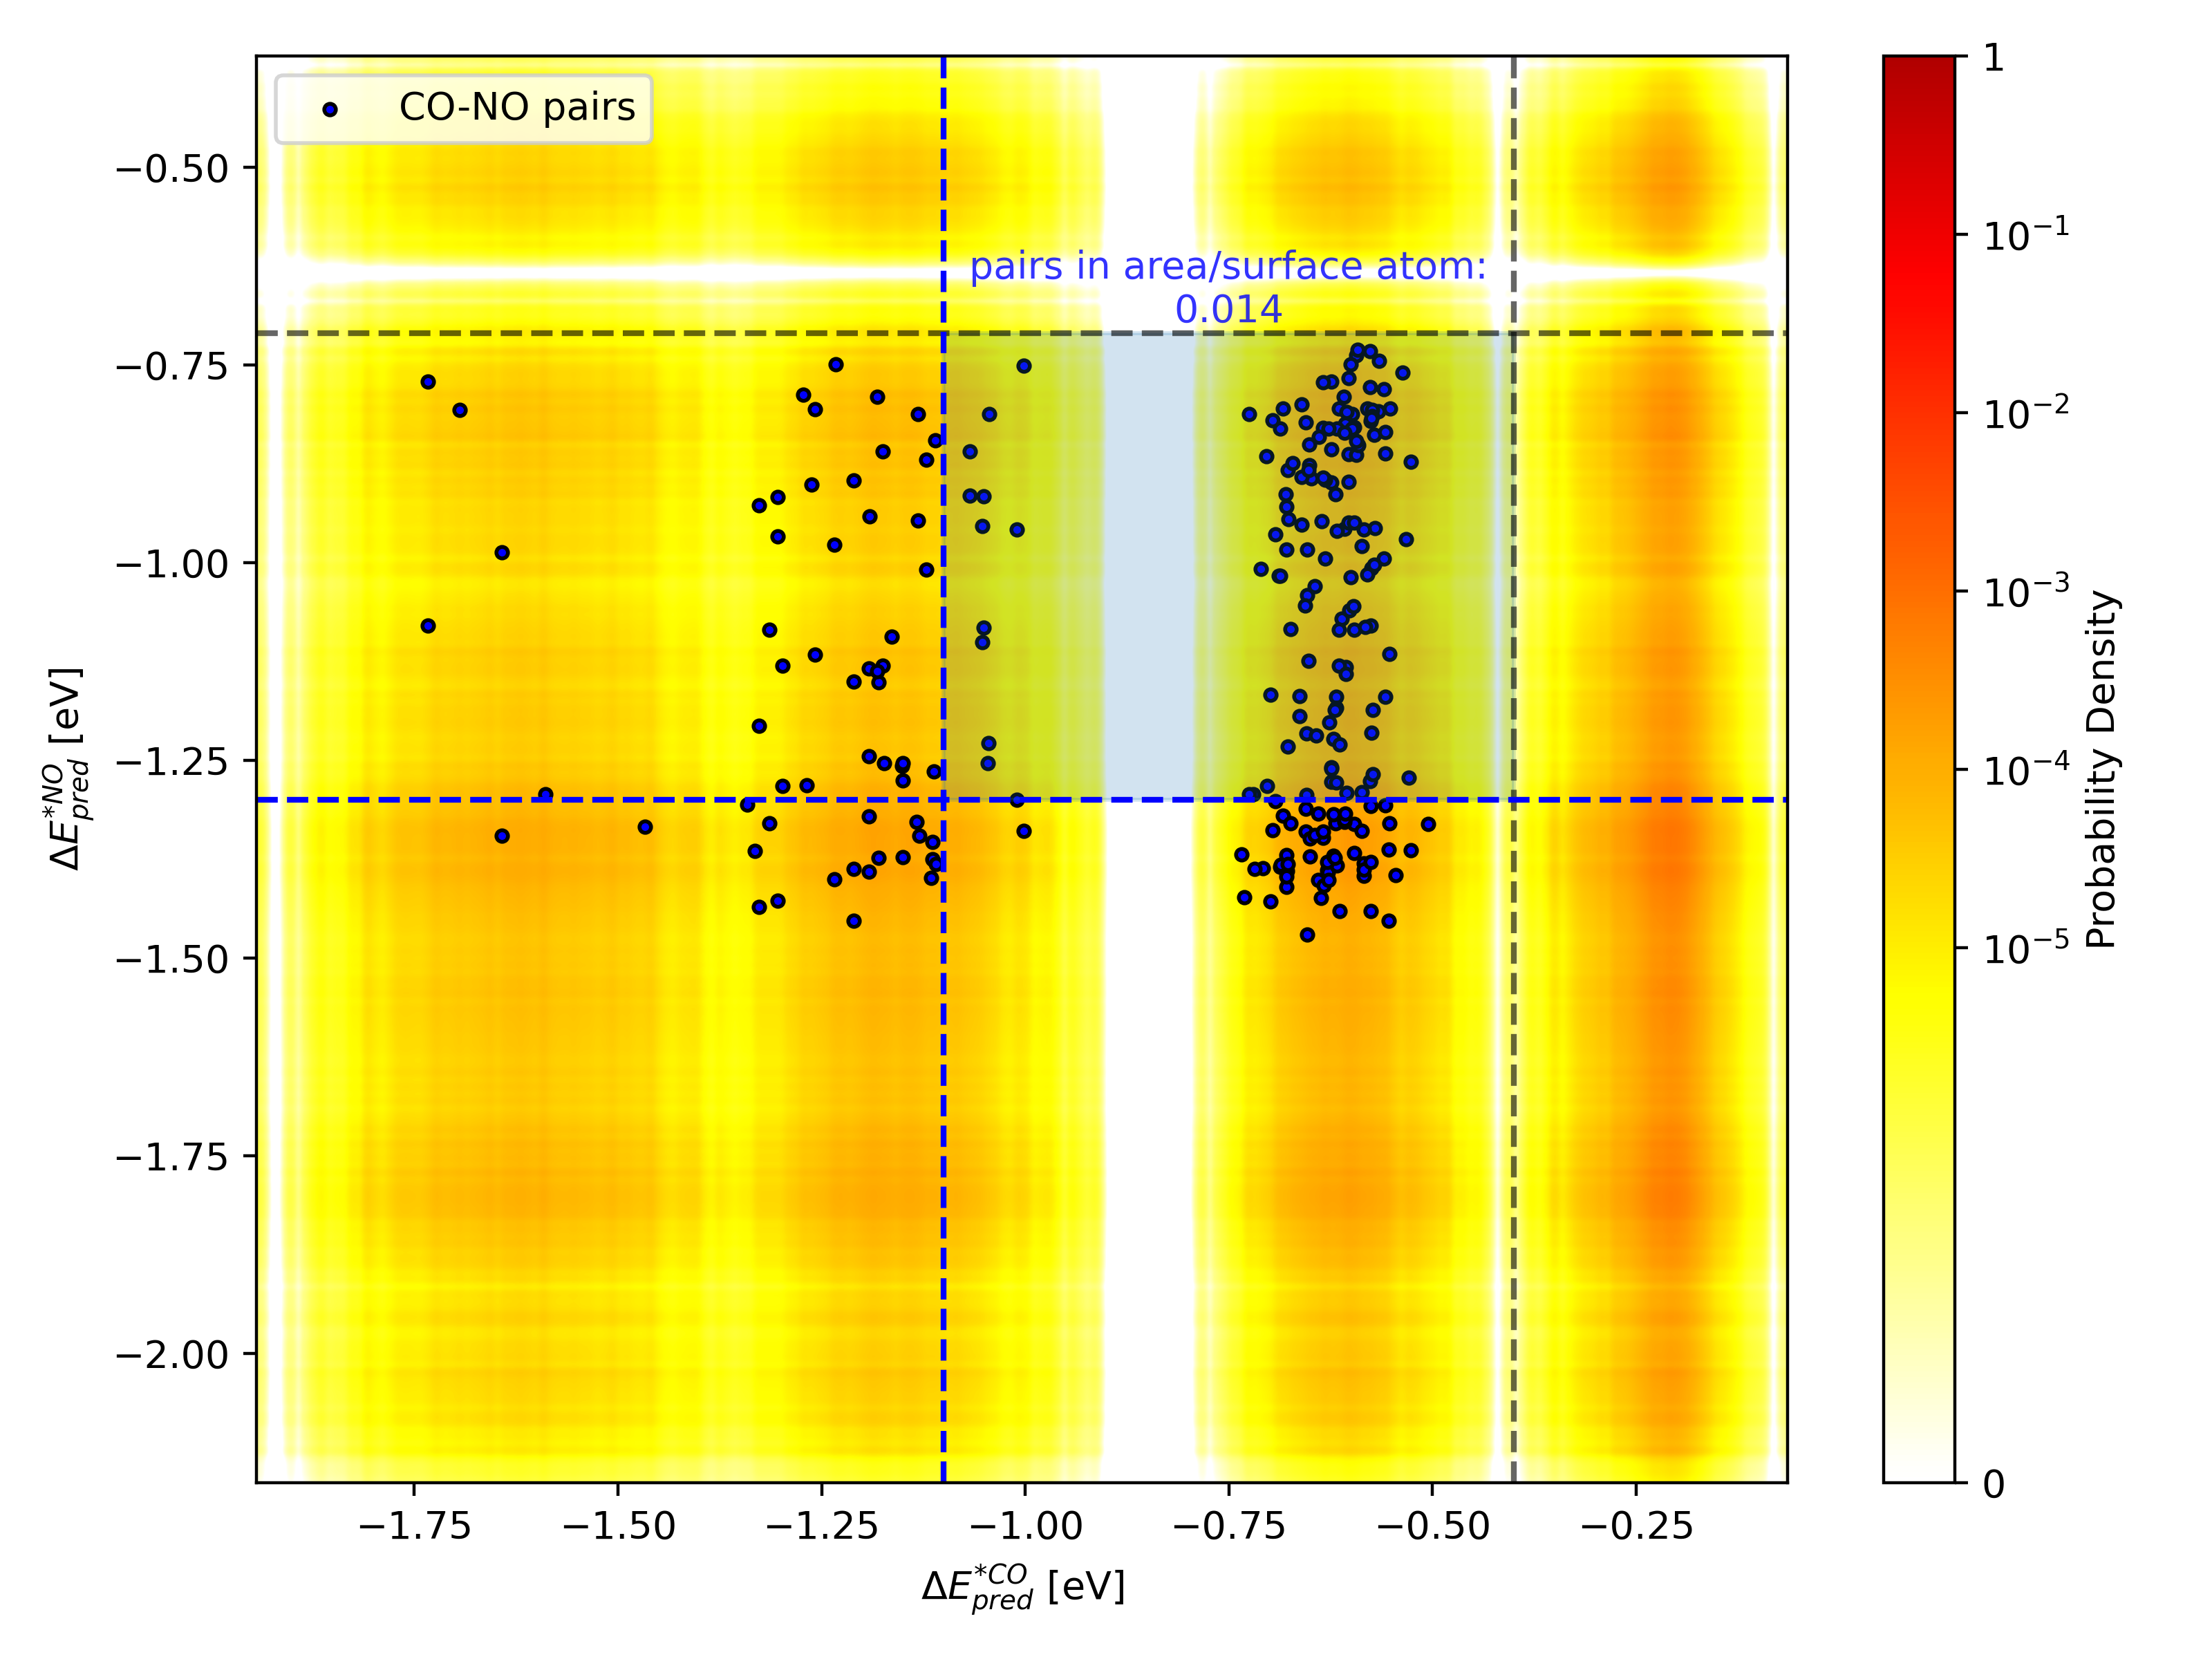 CO-NO pairs
pairs in area/surface atom:
0.014
−0.50
−0.75
−1.00
−1.25
−1.50
−1.75
−2.00
ΔE*NO pred [eV]
−1.75 −1.50 −1.25 −1.00 −0.75 −0.50 −0.25
ΔE*CO pred [eV]
1
10⁻¹
10⁻²
10⁻³
10⁻⁴
10⁻⁵
0
Probability Density